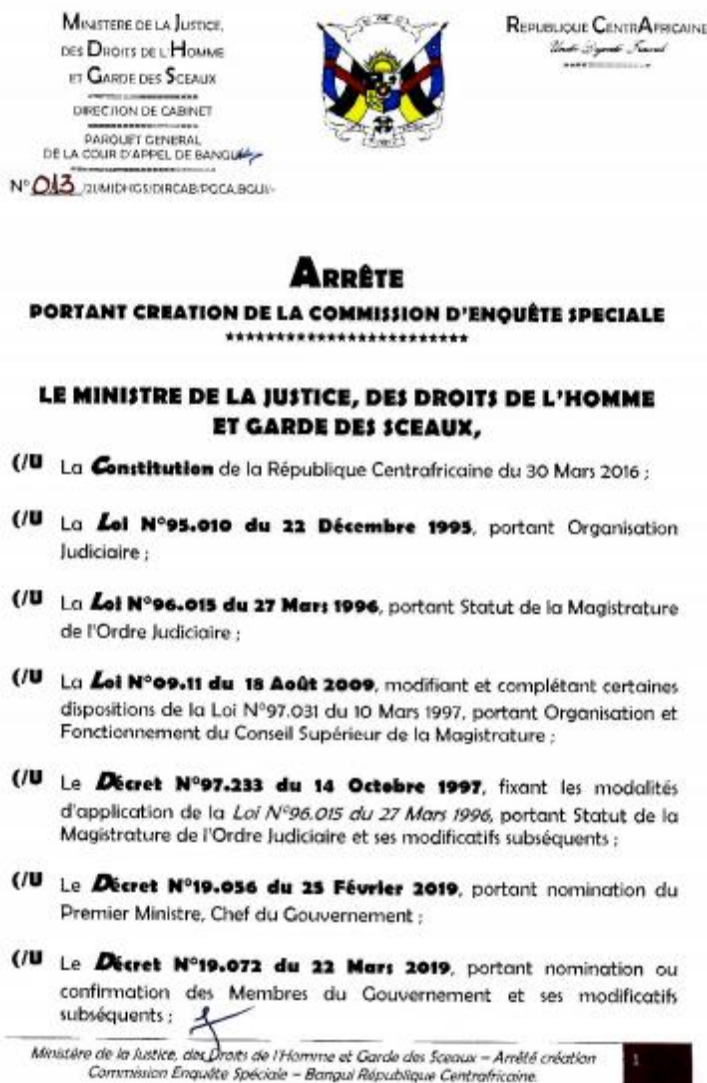 MINISTERE DE LA JUSTICE,
DES DROITS DE L'HOMME
ET GARDE DES SCEAUX
DIRECTION DE CABINET
PARQUET GENERAL
DE LA COUR D'APPEL DE BANGUI
N° 013 /21/MJDHGS/DIRCAB/PGCA.BGUI/-
REPUBLIQUE CENTRAFRICAINE
Unité Dignité Travail
ARRÊTE
PORTANT CREATION DE LA COMMISSION D'ENQUÊTE SPECIALE
************************
LE MINISTRE DE LA JUSTICE, DES DROITS DE L'HOMME
ET GARDE DES SCEAUX,
(/U La Constitution de la République Centrafricaine du 30 Mars 2016 ;
(/U La Loi N°95.010 du 22 Décembre 1995, portant Organisation
Judiciaire ;
(/U La Loi N°96.015 du 27 Mars 1996, portant Statut de la Magistrature
de l'Ordre Judiciaire ;
(/U La Loi N°09.11 du 18 Août 2009, modifiant et complétant certaines
dispositions de la Loi N°97.031 du 10 Mars 1997, portant Organisation et
Fonctionnement du Conseil Supérieur de la Magistrature ;
(/U Le Décret N°97.233 du 14 Octobre 1997, fixant les modalités
d'application de la Loi N°96.015 du 27 Mars 1996, portant Statut de la
Magistrature de l'Ordre Judiciaire et ses modificatifs subséquents ;
(/U Le Décret N°19.056 du 25 Février 2019, portant nomination du
Premier Ministre, Chef du Gouvernement ;
(/U Le Décret N°19.072 du 22 Mars 2019, portant nomination ou
confirmation des Membres du Gouvernement et ses modificatifs
subséquents ;
Ministère de la Justice, des Droits de l'Homme et Garde des Sceaux – Arrêté création
Commission Enquête Spéciale – Bangui République Centrafricaine.
1